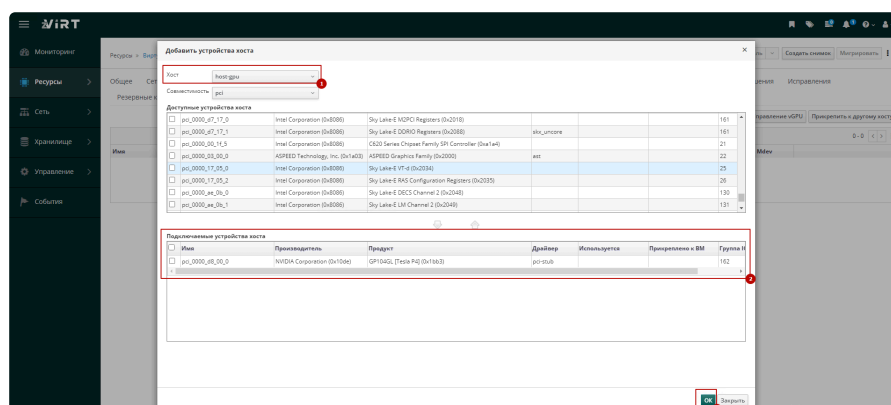 zVIRT
Мониторинг
Ресурсы
Сеть
Хранилище
Управление
События
Ресурсы >
Общее
Резервные
Имя
Создать снимок Мигрировать
Исправления
Прикрепить к другому хосту
0 - 0
Mdev
Добавить устройства хоста ×
Хост host-gpu
1
Совместимость pci
Доступные устройства хоста
pci_0000_d7_17_0 Intel Corporation (0x8086) Sky Lake-E M2PCI Registers (0x2018) 161
pci_0000_d7_17_1 Intel Corporation (0x8086) Sky Lake-E DDRIO Registers (0x2088) skx_uncore 161
pci_0000_00_1f_5 Intel Corporation (0x8086) C620 Series Chipset Family SPI Controller (0xa1a4) 21
pci_0000_03_00_0 ASPEED Technology, Inc. (0x1a03) ASPEED Graphics Family (0x2000) ast 22
pci_0000_17_05_0 Intel Corporation (0x8086) Sky Lake-E VT-d (0x2034) 25
pci_0000_17_05_2 Intel Corporation (0x8086) Sky Lake-E RAS Configuration Registers (0x2035) 26
pci_0000_ae_0b_0 Intel Corporation (0x8086) Sky Lake-E DECS Channel 2 (0x2048) 130
pci_0000_ae_0b_1 Intel Corporation (0x8086) Sky Lake-E LM Channel 2 (0x2049) 131
Подключаемые устройства хоста
Имя Производитель Продукт Драйвер Используется Прикреплено к ВМ Группа
pci_0000_d8_00_0 NVIDIA Corporation (0x10de) GP104GL [Tesla P4] (0x1bb3) pci-stub 162
2
OK Закрыть